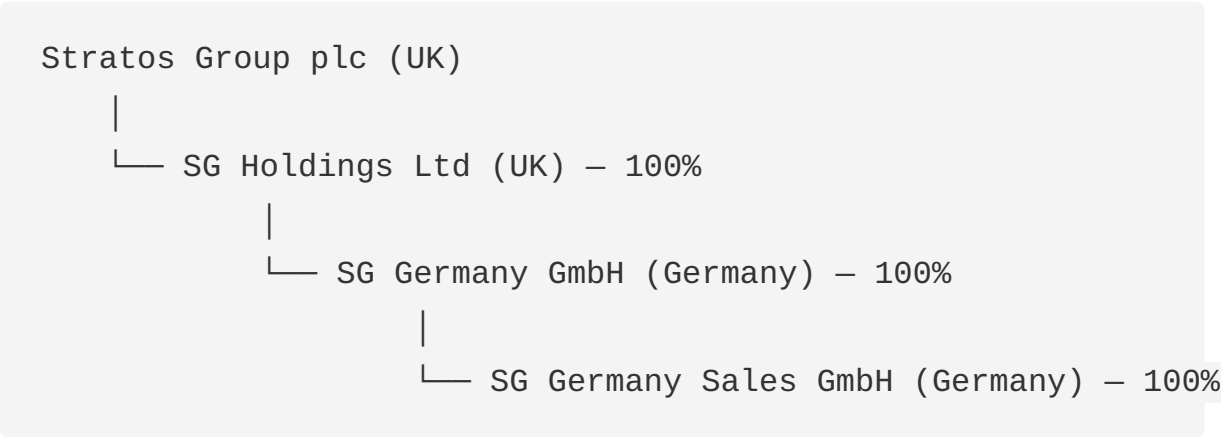 Stratos Group plc (UK)
│
└── SG Holdings Ltd (UK) — 100%
│
└── SG Germany GmbH (Germany) — 100%
│
└── SG Germany Sales GmbH (Germany) — 100%